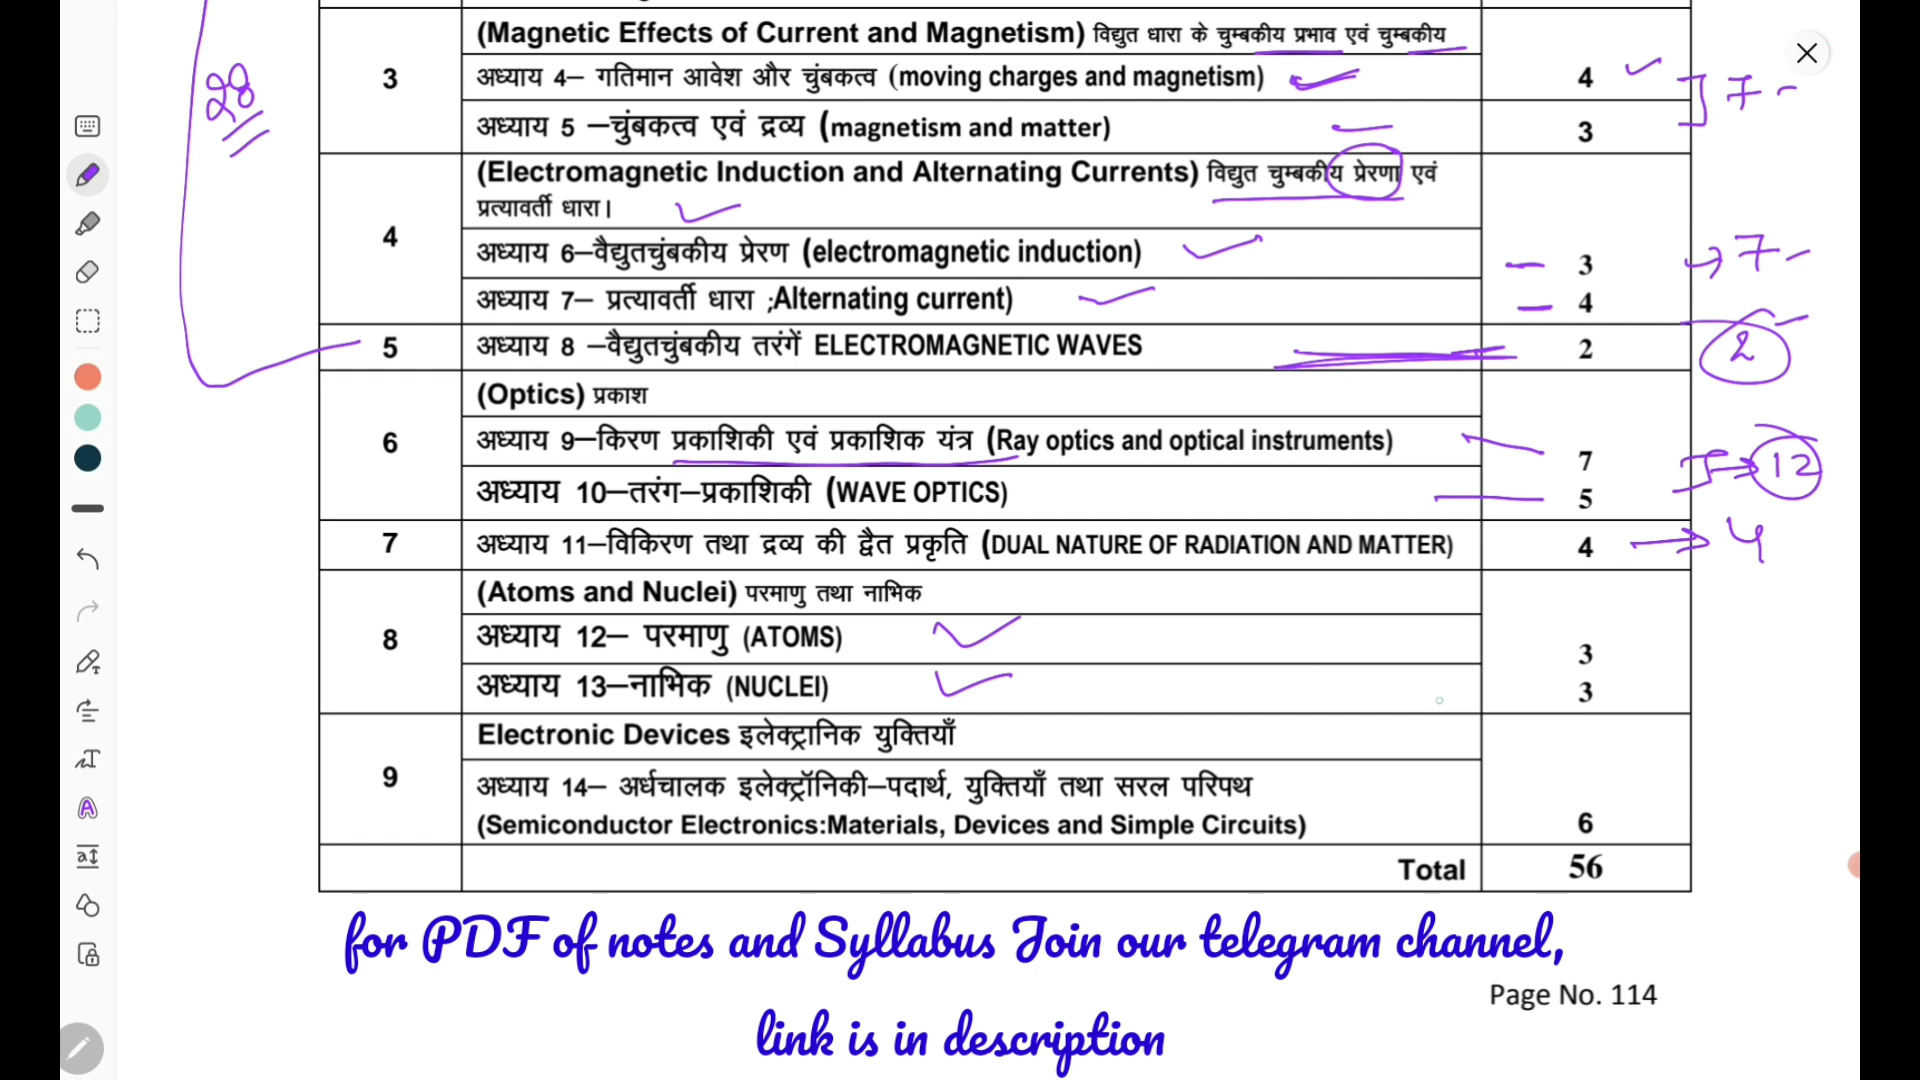 3
(Magnetic Effects of Current and Magnetism) विद्युत धारा के चुम्बकीय प्रभाव एवं चुम्बकीय
अध्याय 4– गतिमान आवेश और चुंबकत्व (moving charges and magnetism) 4
अध्याय 5 –चुंबकत्व एवं द्रव्य (magnetism and matter) 3
7
28
4
(Electromagnetic Induction and Alternating Currents) विद्युत चुम्बकीय प्रेरणा एवं
प्रत्यावर्ती धारा।
अध्याय 6–वैद्युतचुंबकीय प्रेरण (electromagnetic induction) 3
7
अध्याय 7– प्रत्यावर्ती धारा ;Alternating current) 4
5 अध्याय 8 –वैद्युतचुंबकीय तरंगें ELECTROMAGNETIC WAVES 2
2
6
(Optics) प्रकाश
अध्याय 9–किरण प्रकाशिकी एवं प्रकाशिक यंत्र (Ray optics and optical instruments) 7
12
अध्याय 10–तरंग–प्रकाशिकी (WAVE OPTICS) 5
7 अध्याय 11–विकिरण तथा द्रव्य की द्वैत प्रकृति (DUAL NATURE OF RADIATION AND MATTER) 4
4
8
(Atoms and Nuclei) परमाणु तथा नाभिक
अध्याय 12– परमाणु (ATOMS) 3
अध्याय 13–नाभिक (NUCLEI) 3
9
Electronic Devices इलेक्ट्रानिक युक्तियाँ
अध्याय 14– अर्धचालक इलेक्ट्रॉनिकी–पदार्थ, युक्तियाँ तथा सरल परिपथ
(Semiconductor Electronics:Materials, Devices and Simple Circuits) 6
Total 56
for PDF of notes and Syllabus Join our telegram channel,
Page No. 114
link is in description